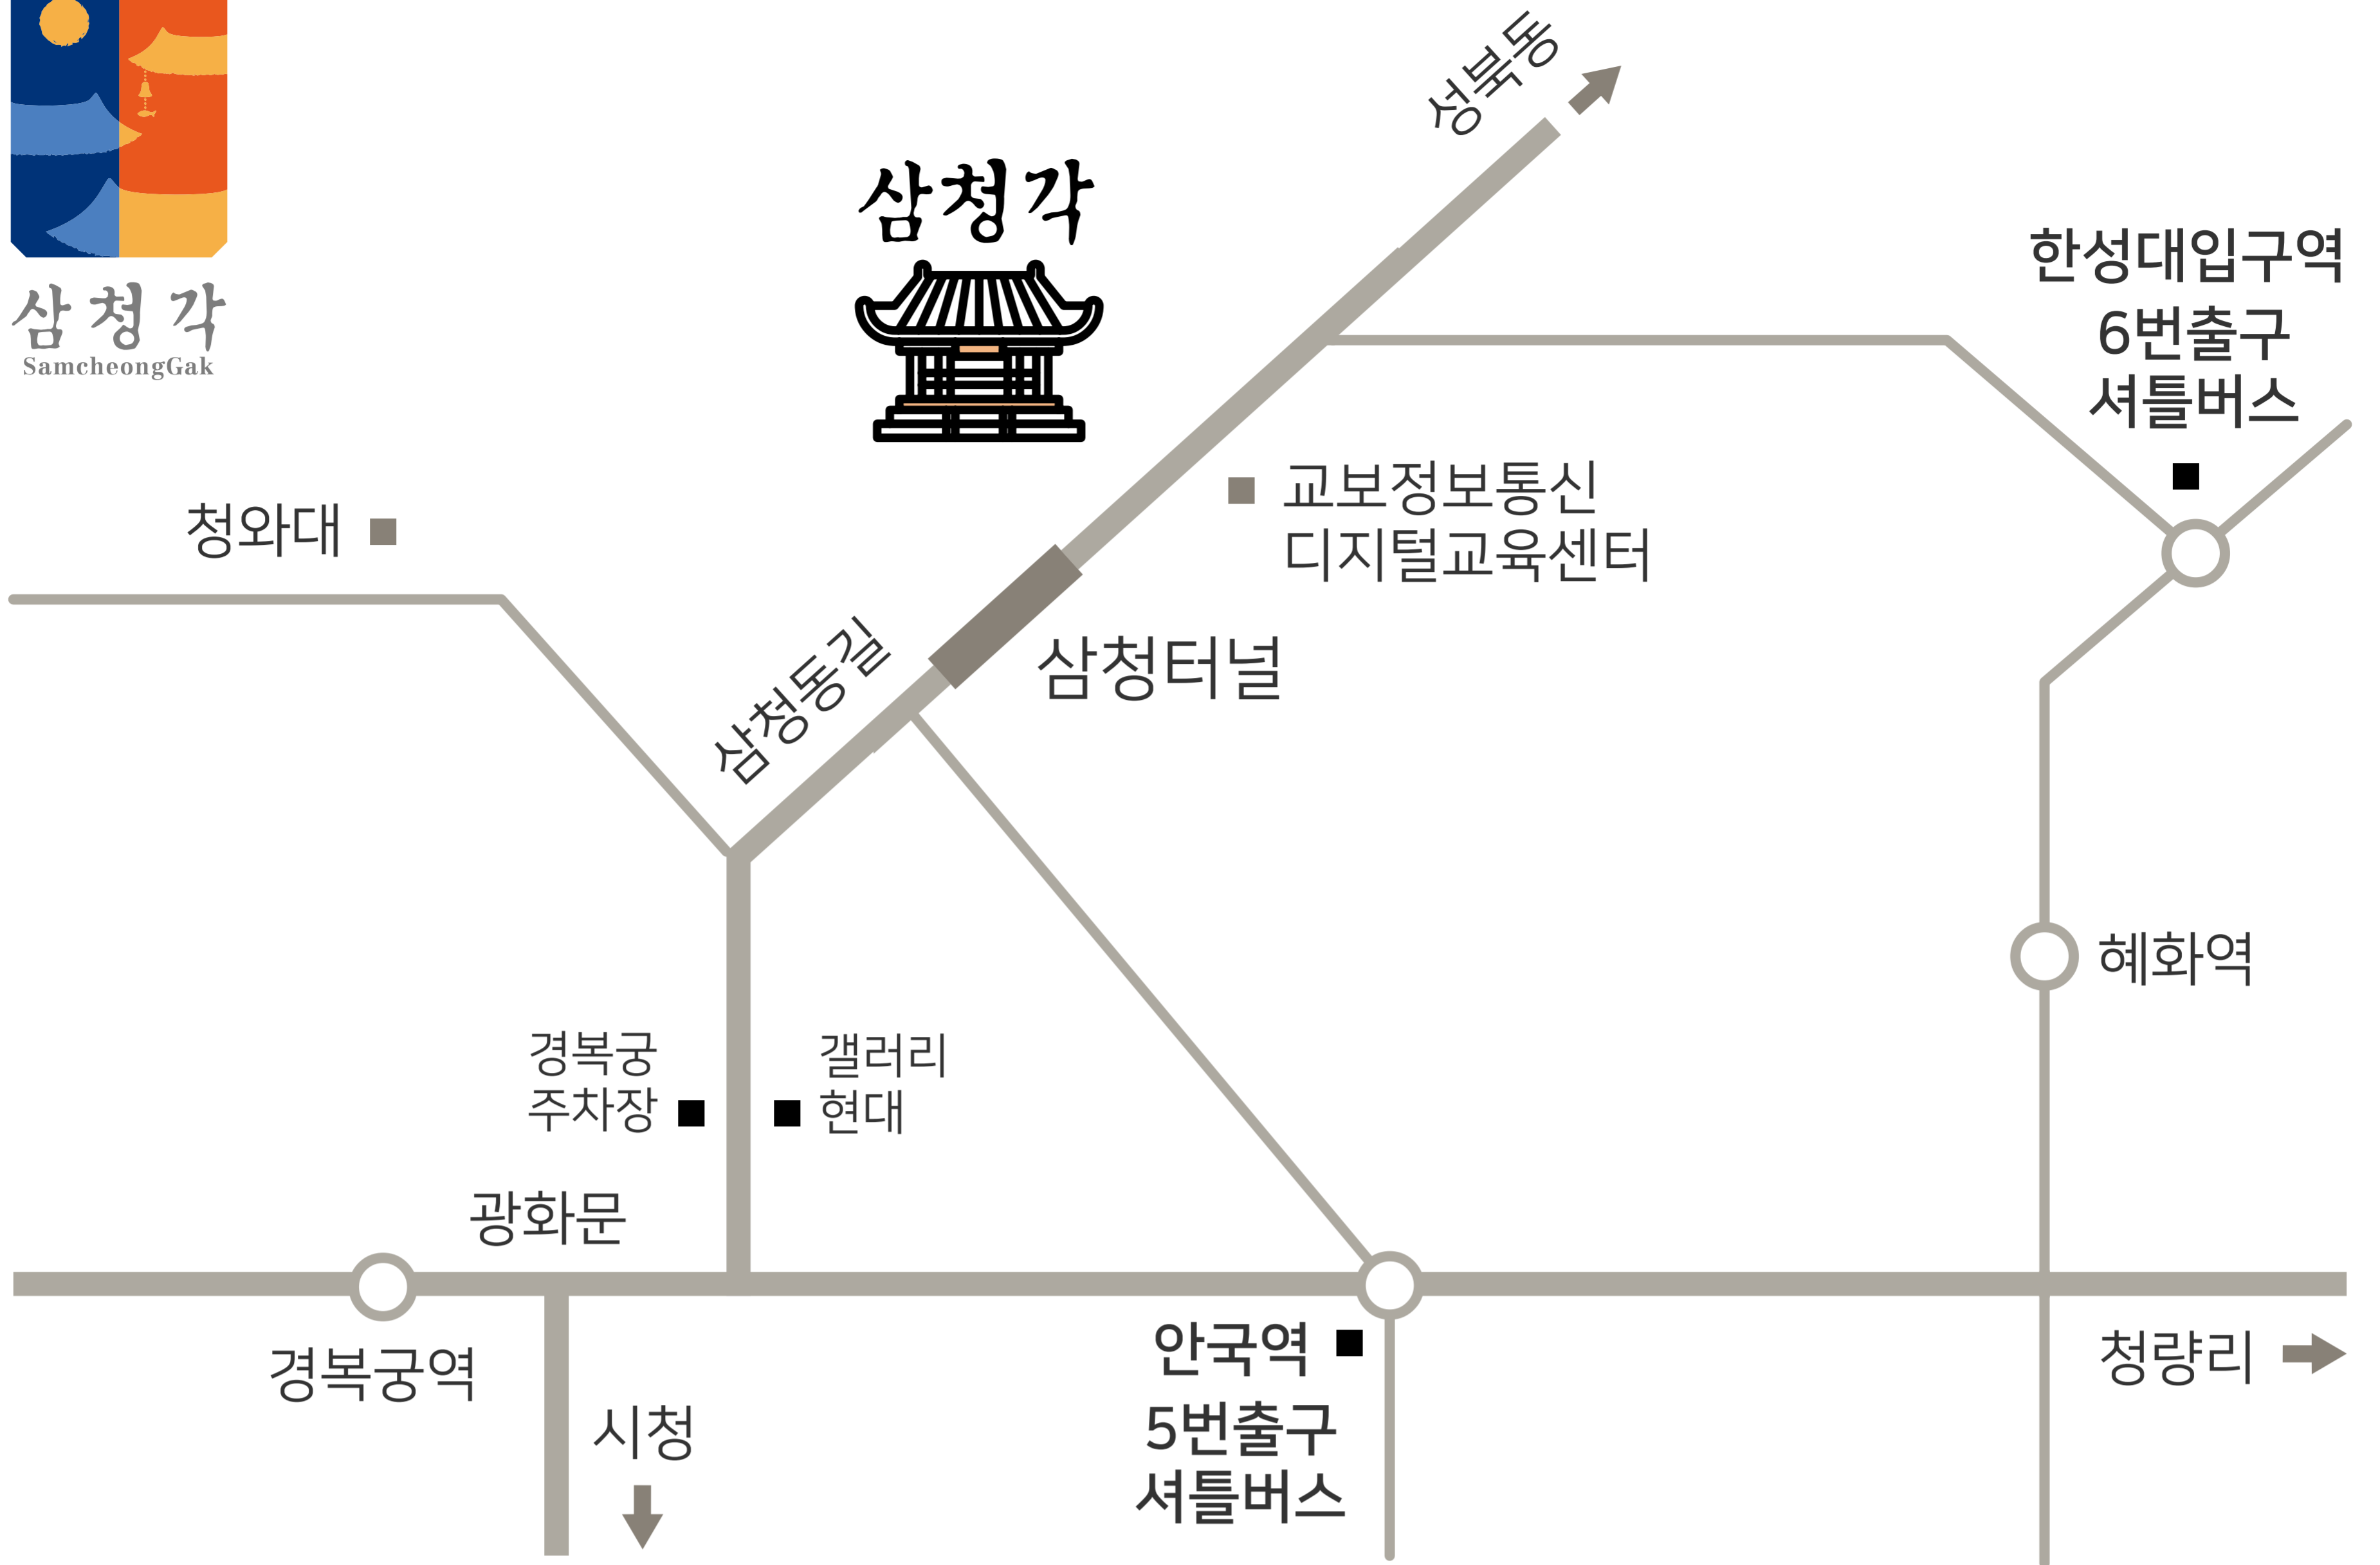 삼청각
SamcheongGak
성북동
삼청각
한성대입구역
6번출구
셔틀버스
청와대
교보정보통신
디지털교육센터
삼청동길
삼청터널
혜화역
경복궁
주차장
갤러리
현대
광화문
경복궁역
시청
안국역
5번출구
셔틀버스
청량리